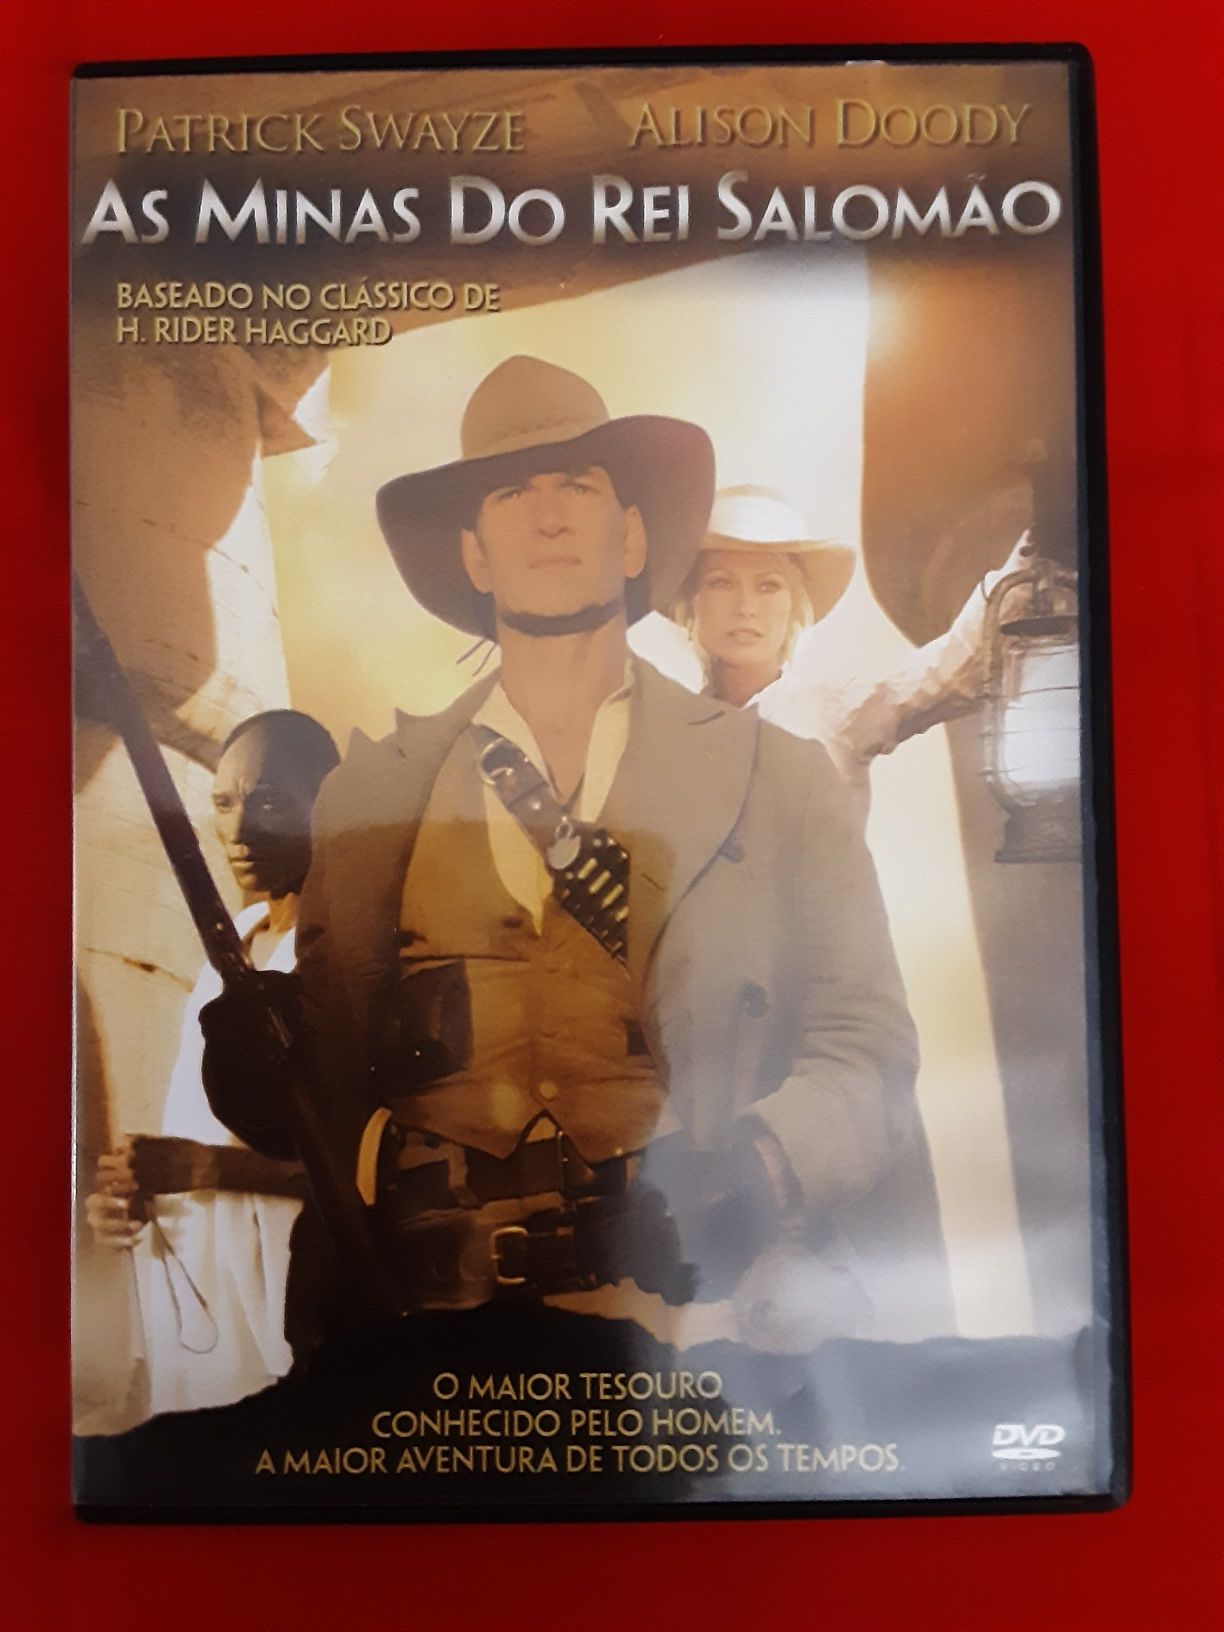 PATRICK SWAYZE ALISON DOODY
AS MINAS DO REI SALOMÃO
BASEADO NO CLÁSSICO DE
H. RIDER HAGGARD
O MAIOR TESOURO
CONHECIDO PELO HOMEM.
A MAIOR AVENTURA DE TODOS OS TEMPOS.
DVD
VIDEO